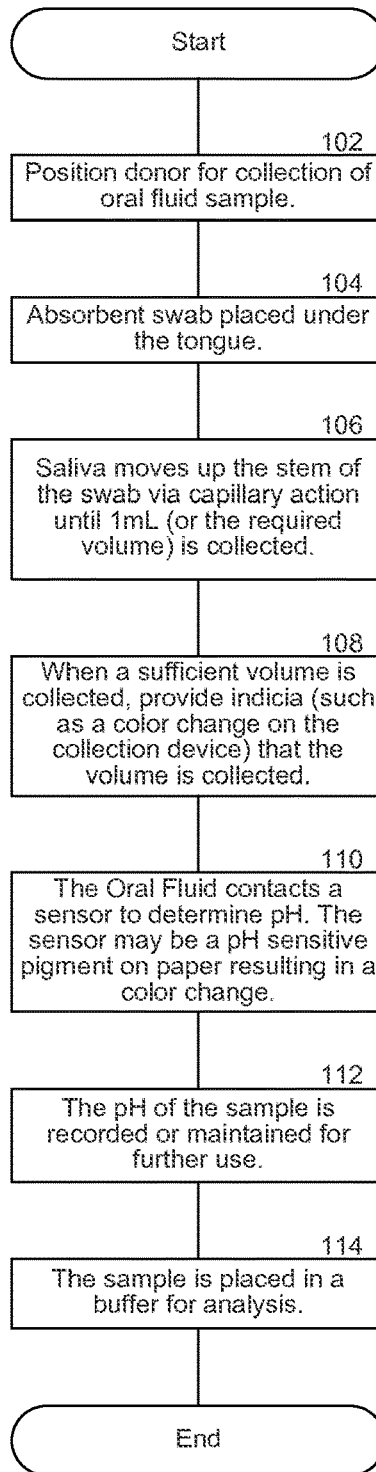 Start
102
Position donor for collection of
oral fluid sample.
104
Absorbent swab placed under
the tongue.
106
Saliva moves up the stem of
the swab via capillary action
until 1mL (or the required
volume) is collected.
108
When a sufficient volume is
collected, provide indicia (such
as a color change on the
collection device) that the
volume is collected.
110
The Oral Fluid contacts a
sensor to determine pH. The
sensor may be a pH sensitive
pigment on paper resulting in a
color change.
112
The pH of the sample is
recorded or maintained for
further use.
114
The sample is placed in a
buffer for analysis.
End